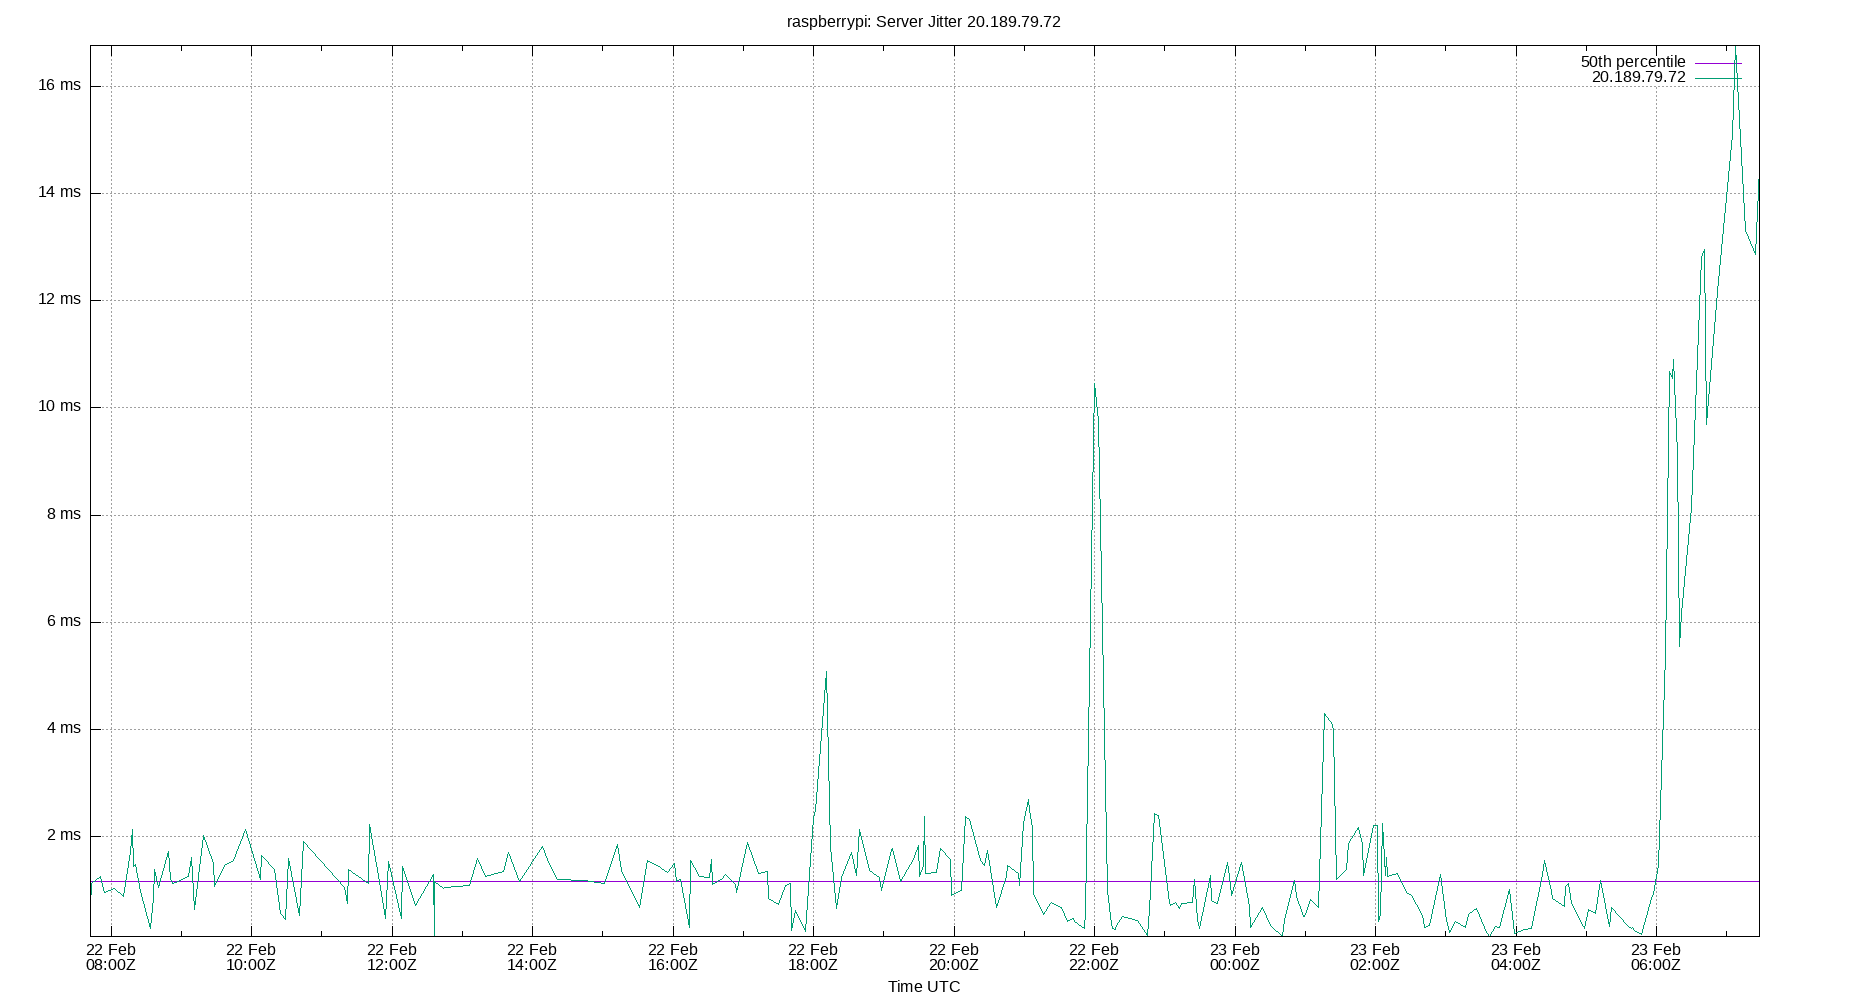 raspberrypi: Server Jitter 20.189.79.72
50th percentile
20.189.79.72
16 ms
14 ms
12 ms
10 ms
8 ms
6 ms
4 ms
2 ms
22 Feb 22 Feb 22 Feb 22 Feb 22 Feb 22 Feb 22 Feb 22 Feb 23 Feb 23 Feb 23 Feb 23 Feb
08:00Z 10:00Z 12:00Z 14:00Z 16:00Z 18:00Z 20:00Z 22:00Z 00:00Z 02:00Z 04:00Z 06:00Z
Time UTC